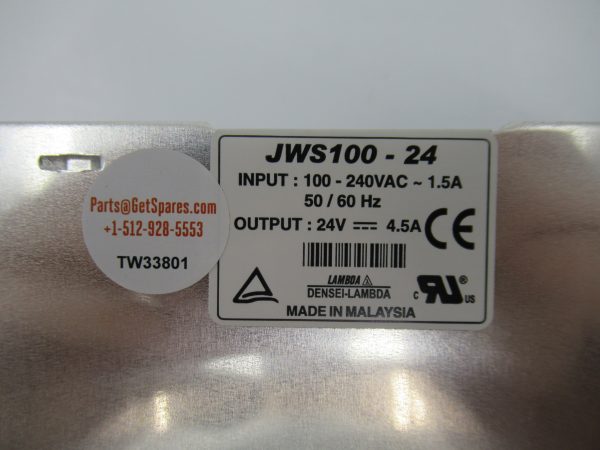 JWS100 - 24
INPUT : 100 - 240VAC ~ 1.5A
50 / 60 Hz
OUTPUT : 24V ⎓ 4.5A
CE
LAMBDA
DENSEI-LAMBDA
c RU us
MADE IN MALAYSIA
Parts@GetSpares.com
+1-512-928-5553
TW33801